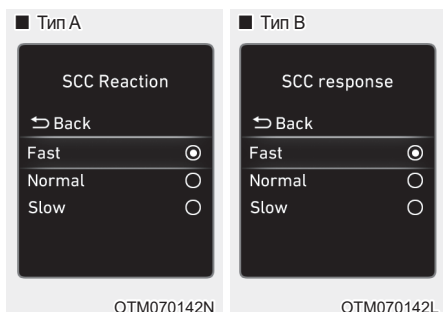 ■ Тип A
SCC Reaction
Back
Fast
Normal
Slow
OTM070142N
■ Тип B
SCC response
Back
Fast
Normal
Slow
OTM070142L